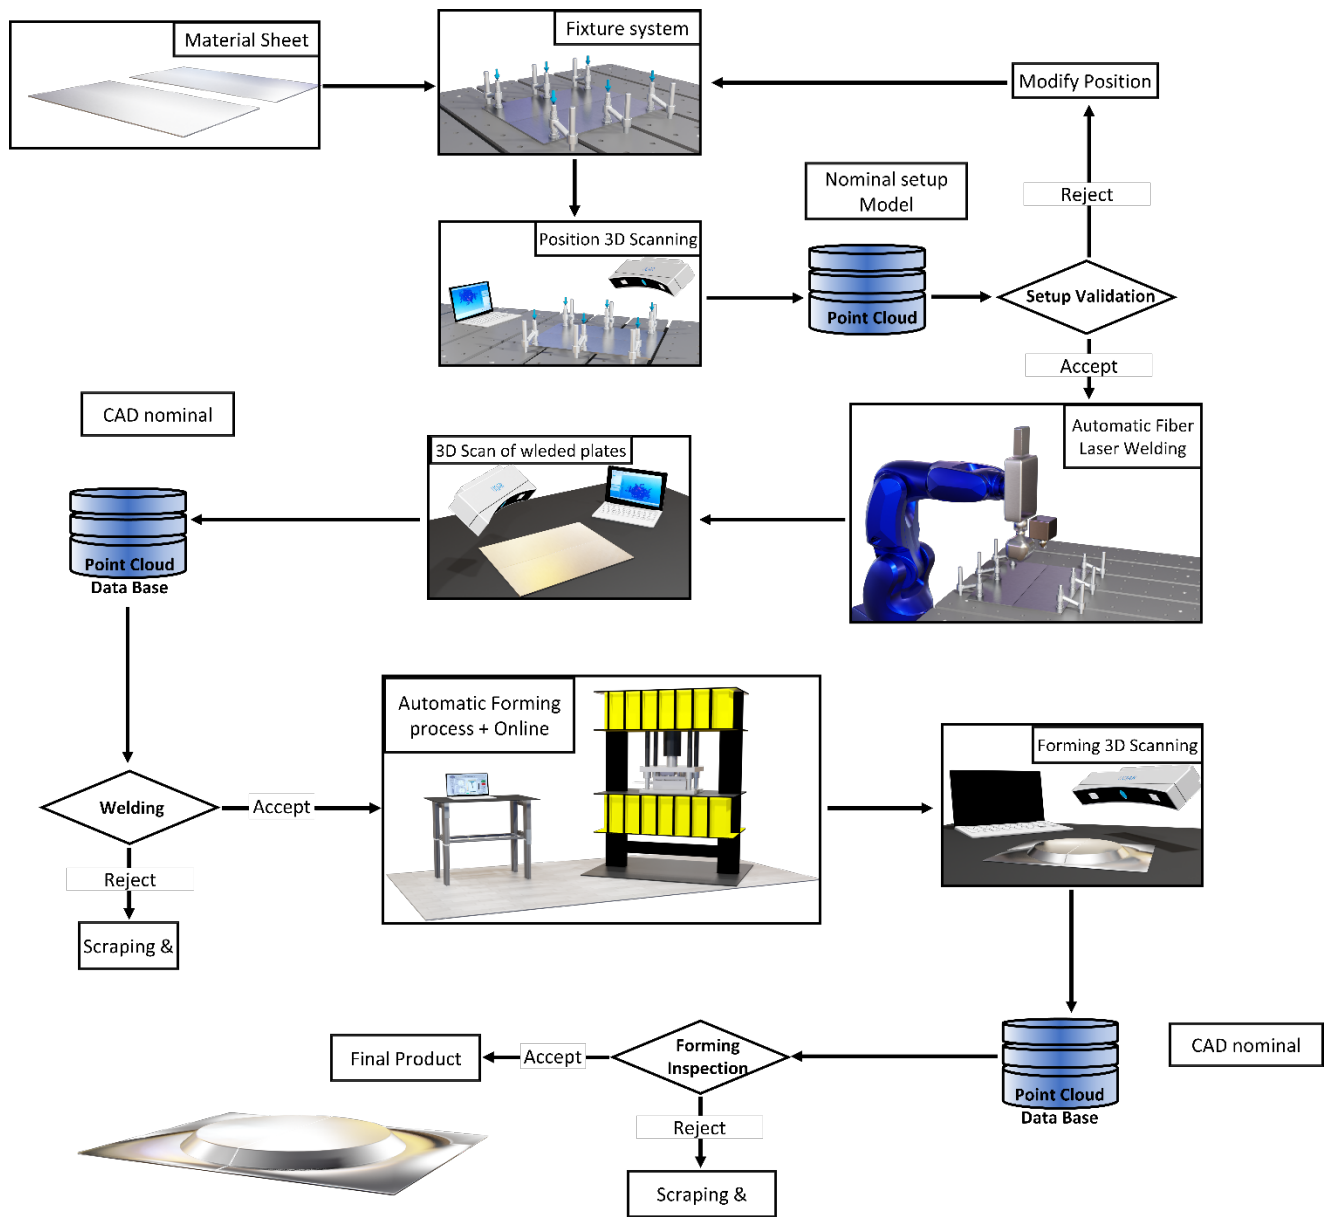 Material Sheet
Fixture system
Modify Position
Nominal setup
Model
Reject
Position 3D Scanning
Point Cloud
Setup Validation
Accept
CAD nominal
3D Scan of wleded plates
Automatic Fiber
Laser Welding
Point Cloud
Data Base
Automatic Forming
process + Online
Forming 3D Scanning
Welding
Accept
Reject
Scraping &
Final Product
Accept
Forming
Inspection
CAD nominal
Point Cloud
Data Base
Reject
Scraping &